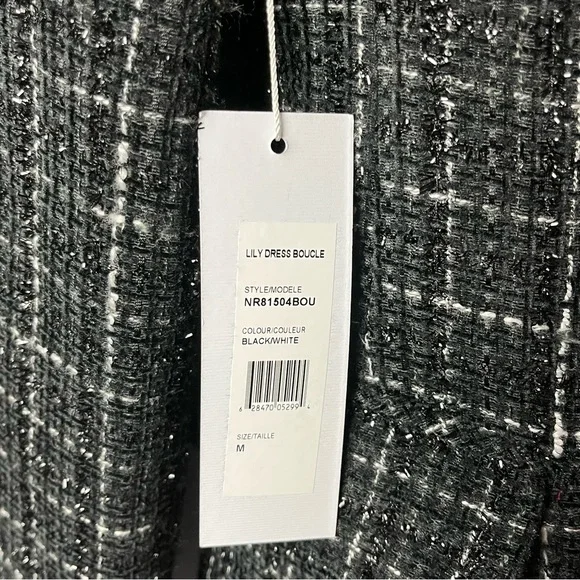 LILY DRESS BOUCLE
STYLE/MODELE
NR81504BOU
COLOUR/COULEUR
BLACK/WHITE
6 28470 05299 4
SIZE/TAILLE
M